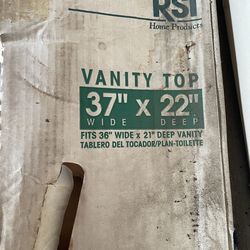 RSI
Home Products
VANITY TOP
37" x 22"
WIDE DEEP
FITS 36" WIDE x 21" DEEP VANITY
TABLERO DEL TOCADOR/PLAN-TOILETTE